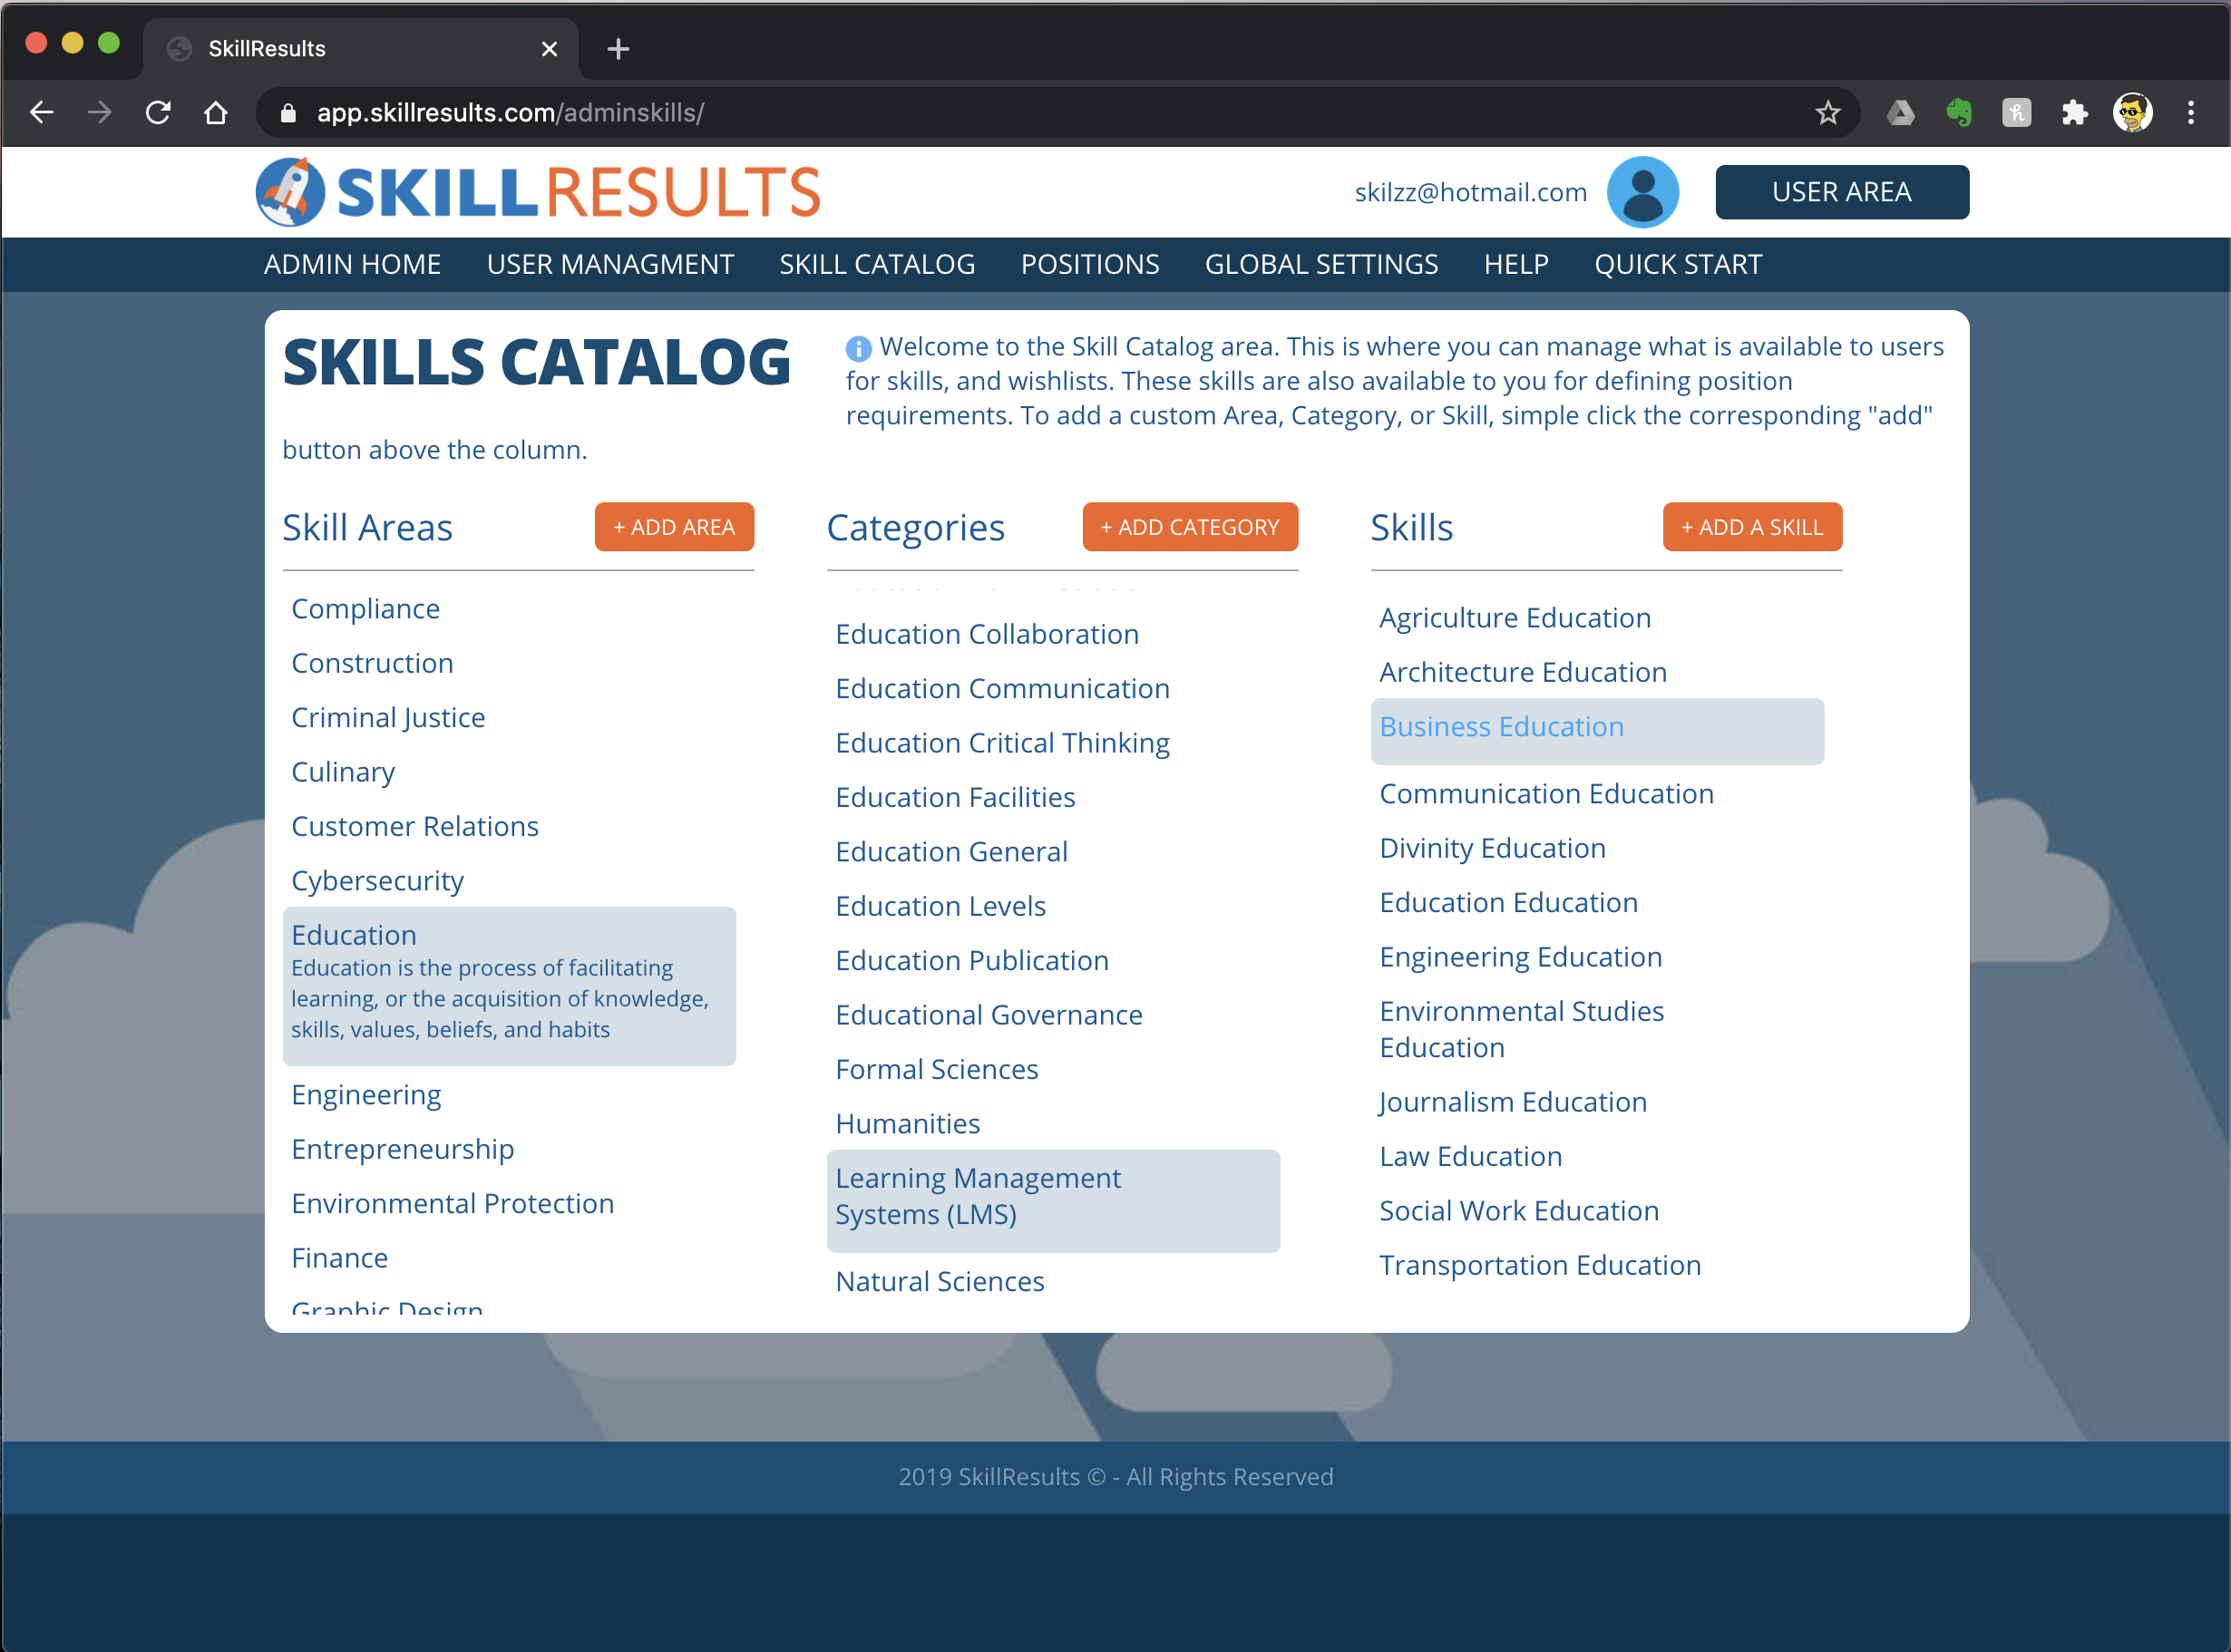 SkillResults
app.skillresults.com/adminskills/
SKILLRESULTS
skilzz@hotmail.com
USER AREA
ADMIN HOME
USER MANAGMENT
SKILL CATALOG
POSITIONS
GLOBAL SETTINGS
HELP
QUICK START
SKILLS CATALOG
Welcome to the Skill Catalog area. This is where you can manage what is available to users
for skills, and wishlists. These skills are also available to you for defining position
requirements. To add a custom Area, Category, or Skill, simple click the corresponding "add"
button above the column.
Skill Areas
+ ADD AREA
Compliance
Construction
Criminal Justice
Culinary
Customer Relations
Cybersecurity
Education
Education is the process of facilitating
learning, or the acquisition of knowledge,
skills, values, beliefs, and habits
Engineering
Entrepreneurship
Environmental Protection
Finance
Graphic Design
Categories
+ ADD CATEGORY
Education Collaboration
Education Communication
Education Critical Thinking
Education Facilities
Education General
Education Levels
Education Publication
Educational Governance
Formal Sciences
Humanities
Learning Management
Systems (LMS)
Natural Sciences
Skills
+ ADD A SKILL
Agriculture Education
Architecture Education
Business Education
Communication Education
Divinity Education
Education Education
Engineering Education
Environmental Studies
Education
Journalism Education
Law Education
Social Work Education
Transportation Education
2019 SkillResults © - All Rights Reserved